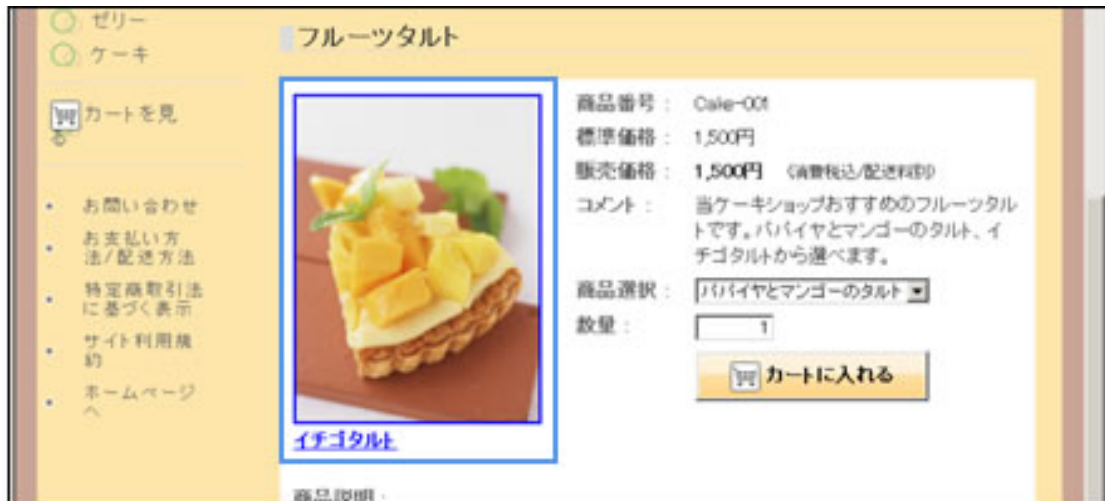 ゼリー
ケーキ
カートを見
る
お問い合わせ
お支払い方
法/配送方法
特定商取引法
に基づく表示
サイト利用規
約
ホームページ
へ
フルーツタルト
イチゴタルト
商品番号： Cake-001
標準価格： 1,500円
販売価格： 1,500円 （消費税込/配送料別）
コメント： 当ケーキショップおすすめのフルーツタル
トです。パパイヤとマンゴーのタルト、イ
チゴタルトから選べます。
商品選択： パパイヤとマンゴーのタルト
数量： 1
カートに入れる
商品説明：